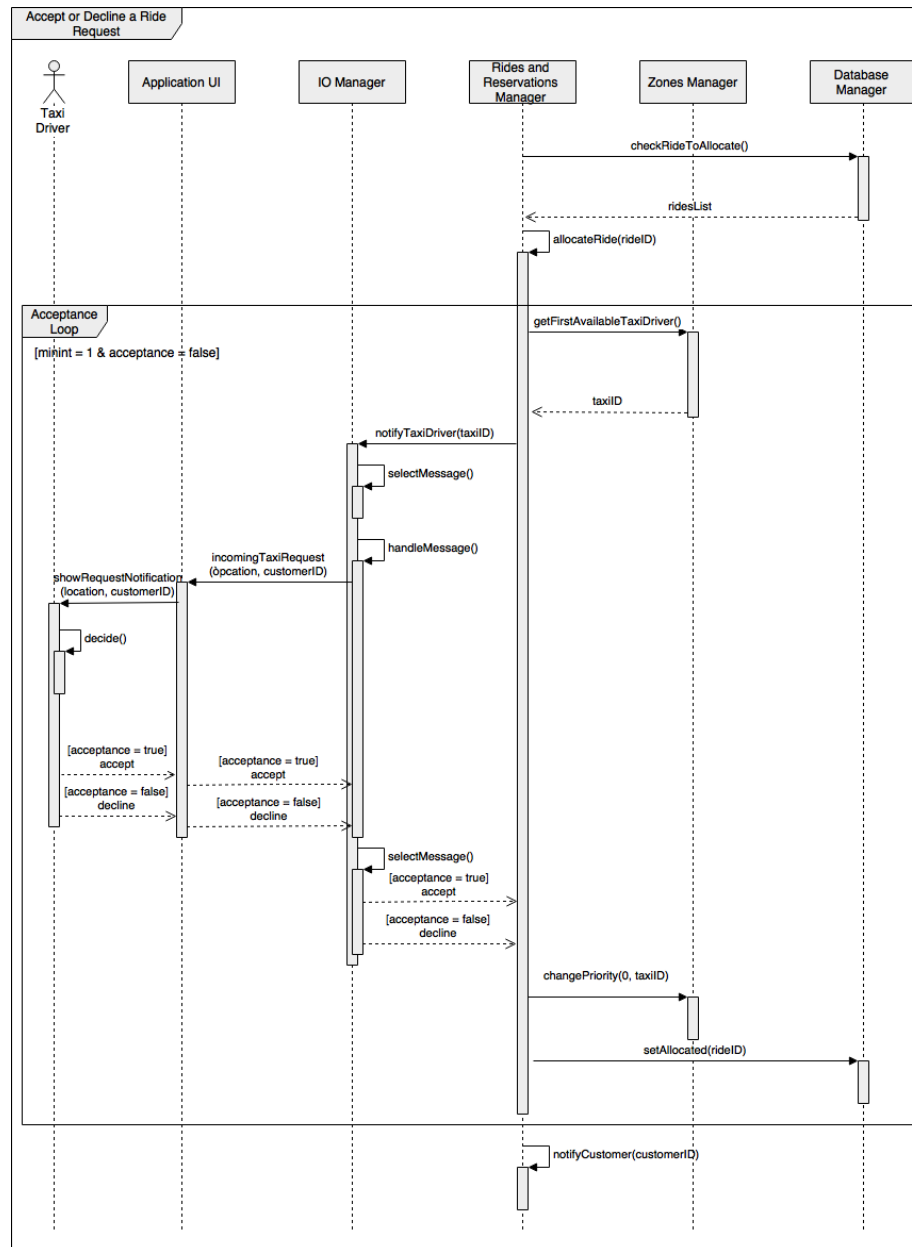 Accept or Decline a Ride
Request
Taxi
Driver
Application UI
IO Manager
Rides and
Reservations
Manager
Zones Manager
Database
Manager
checkRideToAllocate()
ridesList
allocateRide(rideID)
Acceptance
Loop
[minint = 1 & acceptance = false]
getFirstAvailableTaxiDriver()
taxiID
notifyTaxiDriver(taxiID)
selectMessage()
handleMessage()
incomingTaxiRequest
(òpcation, customerID)
showRequestNotification
(location, customerID)
decide()
[acceptance = true]
accept
[acceptance = true]
accept
[acceptance = false]
decline
[acceptance = false]
decline
selectMessage()
[acceptance = true]
accept
[acceptance = false]
decline
changePriority(0, taxiID)
setAllocated(rideID)
notifyCustomer(customerID)